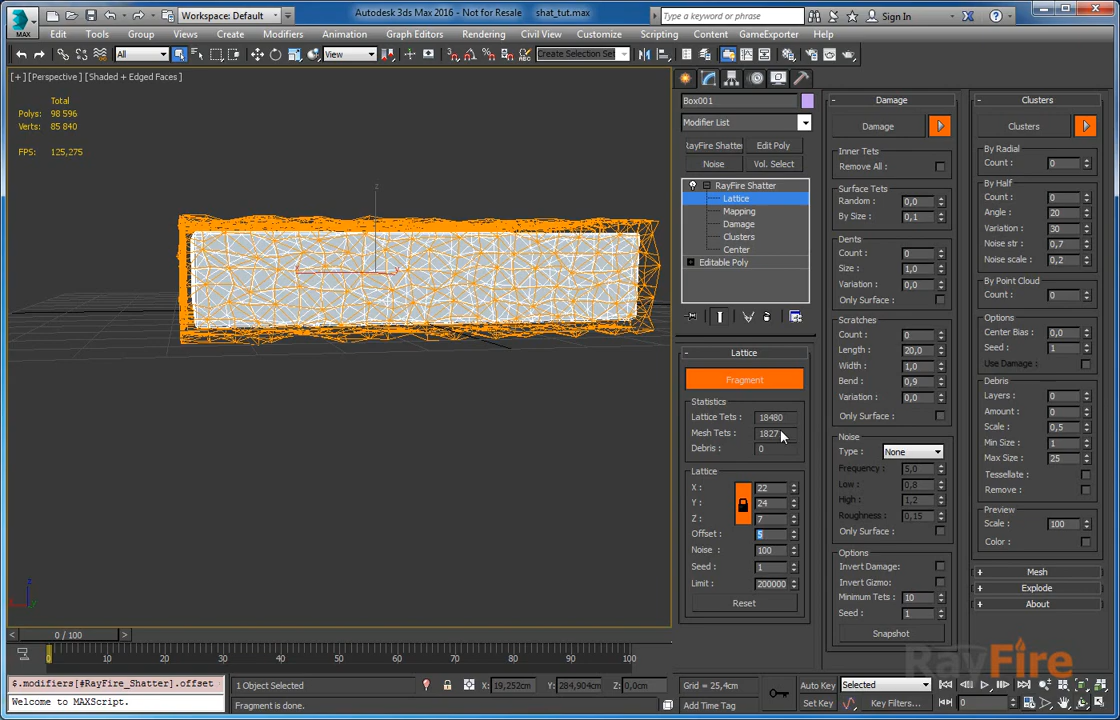 MAX
Workspace: Default
Autodesk 3ds Max 2016 - Not for Resale
shat_tut.max
Type a keyword or phrase
Sign In
Edit
Tools
Group
Views
Create
Modifiers
Animation
Graph Editors
Rendering
Civil View
Customize
Scripting
Content
GameExporter
Help
All
View
Create Selection Set
[+] [Perspective] [Shaded + Edged Faces]
Total
Polys: 98 596
Verts: 85 840
FPS: 125,275
z
Box001
Modifier List
RayFire Shatter
Edit Poly
Noise
Vol. Select
RayFire Shatter
Lattice
Mapping
Damage
Clusters
Center
Editable Poly
- Lattice
Fragment
Statistics
Lattice Tets : 18480
Mesh Tets : 1827
Debris : 0
Lattice
X : 22
Y : 24
Z : 7
Offset : 5
Noise : 100
Seed : 1
Limit : 200000
Reset
- Damage
Damage
Inner Tets
Remove All :
Surface Tets
Random : 0,0
By Size : 0,1
Dents
Count : 0
Size : 1,0
Variation : 0,0
Only Surface :
Scratches
Count : 0
Length : 20,0
Width : 1,0
Bend : 0,9
Variation : 0,0
Only Surface :
Noise
Type : None
Frequency : 5,0
Low : 0,8
High : 1,2
Roughness : 0,15
Only Surface :
Options
Invert Damage:
Invert Gizmo:
Minimum Tets : 10
Seed : 1
Snapshot
- Clusters
Clusters
By Radial
Count : 0
By Half
Count: 0
Angle : 20
Variation : 30
Noise str : 0,7
Noise scale : 0,2
By Point Cloud
Count : 0
Options
Center Bias : 0,0
Seed : 1
Use Damage :
Debris
Layers : 0
Amount : 0
Scale : 0,5
Min Size : 1
Max Size : 25
Tessellate :
Remove :
Preview
Scale : 100
Color :
+ Mesh
+ Explode
+ About
RayFire
z
0 / 100
0 10 20 30 40 50 60 70 80 90 100
$.modifiers[#RayFire_Shatter].offset
Welcome to MAXScript.
1 Object Selected
Fragment is done.
X: 19,252cm
Y: 284,904cm
Z: 0,0cm
Grid = 25,4cm
Add Time Tag
Auto Key
Selected
Set Key
Key Filters...
0